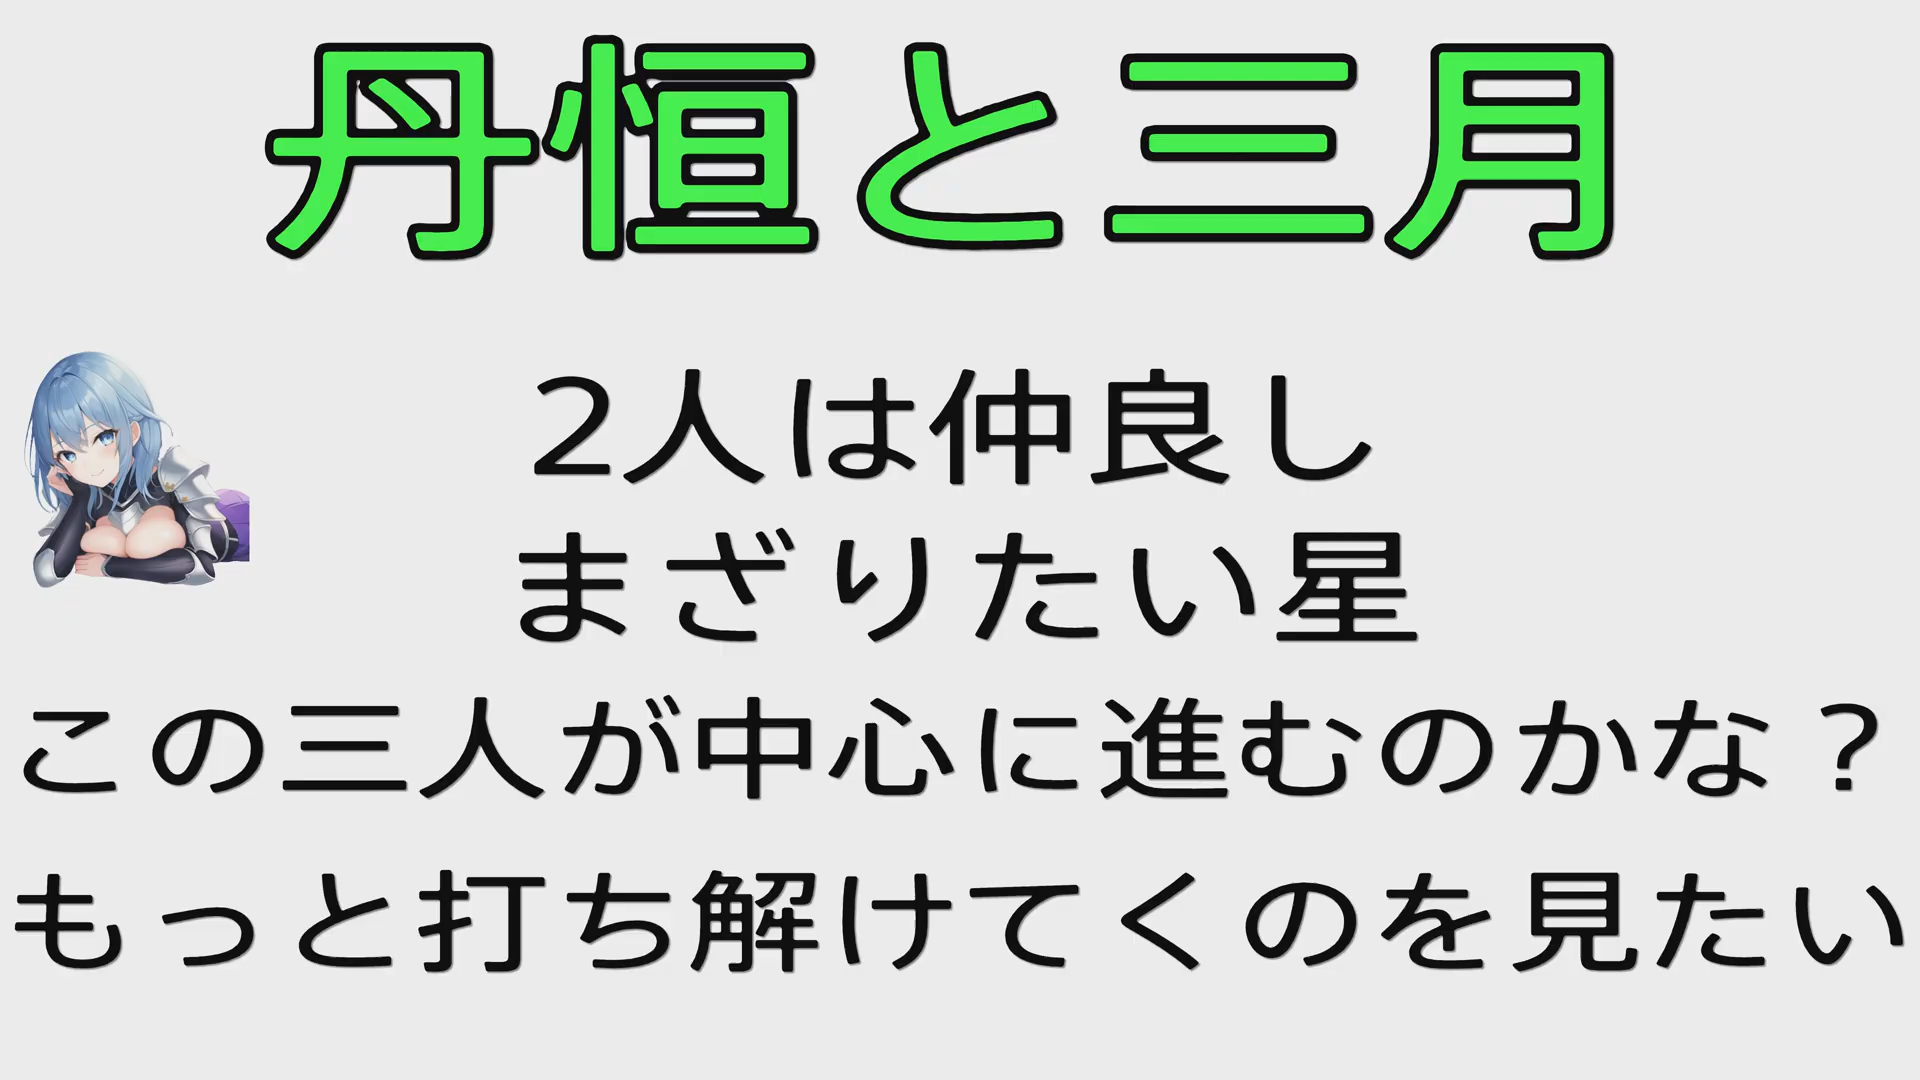 丹恒と三月
2人は仲良し
まざりたい星
この三人が中心に進むのかな？
もっと打ち解けてくのを見たい